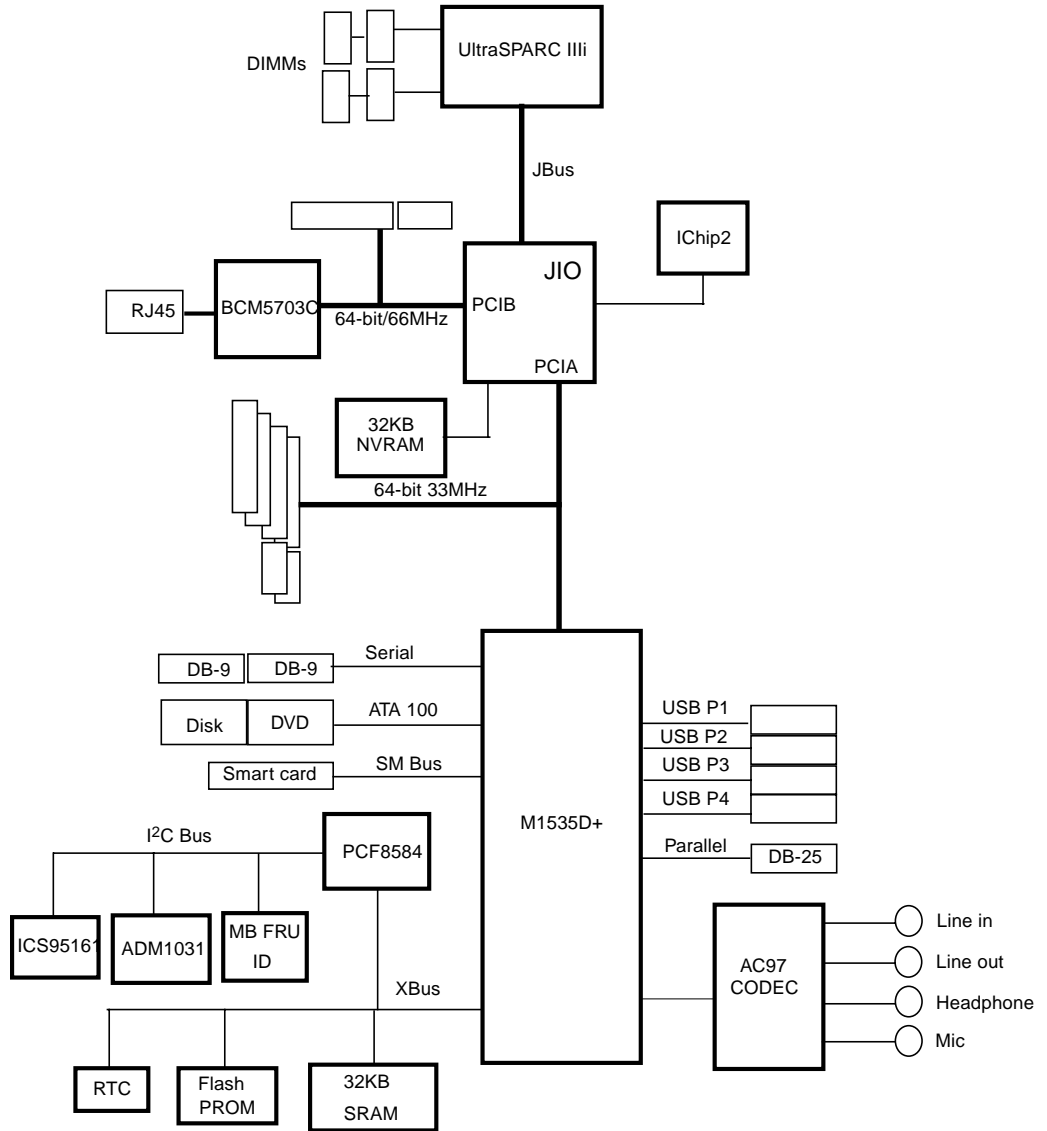 UltraSPARC IIIi
DIMMs
JBus
IChip2
JIO
RJ45
BCM5703C
PCIB
64-bit/66MHz
PCIA
32KB
NVRAM
64-bit 33MHz
Serial
DB-9
DB-9
Disk
DVD
ATA 100
Smart card
SM Bus
USB P1
USB P2
USB P3
USB P4
M1535D+
I²C Bus
PCF8584
Parallel
DB-25
ICS95161
ADM1031
MB FRU
ID
AC97
CODEC
Line in
Line out
Headphone
Mic
XBus
RTC
Flash
PROM
32KB
SRAM